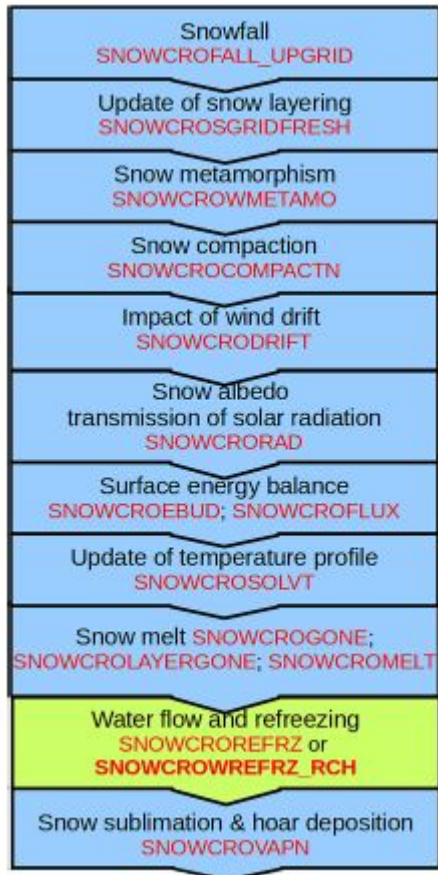 Snowfall
SNOWCROFALL_UPGRID
Update of snow layering
SNOWCROSGRIDFRESH
Snow metamorphism
SNOWCROWMETAMO
Snow compaction
SNOWCROCOMPACTN
Impact of wind drift
SNOWCRODRIFT
Snow albedo
transmission of solar radiation
SNOWCRORAD
Surface energy balance
SNOWCROEBUD; SNOWCROFLUX
Update of temperature profile
SNOWCROSOLVT
Snow melt SNOWCROGONE;
SNOWCROLAYERGONE; SNOWCROMELT
Water flow and refreezing
SNOWCROREFRZ or
SNOWCROWREFRZ_RCH
Snow sublimation & hoar deposition
SNOWCROVAPN